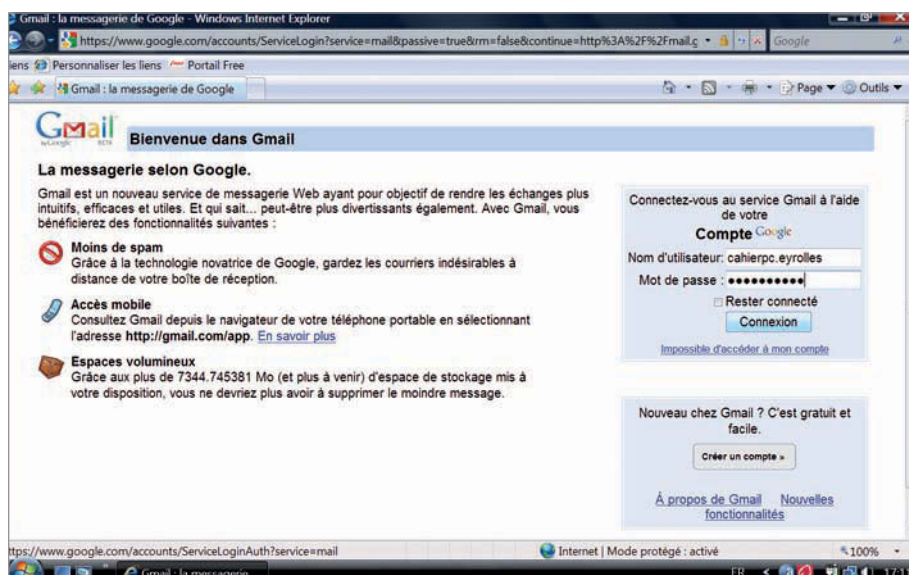 Gmail : la messagerie de Google - Windows Internet Explorer
https://www.google.com/accounts/ServiceLogin?service=mail&passive=true&rm=false&continue=http%3A%2F%2Fmail.g
Google
iens Personnaliser les liens Portail Free
Gmail : la messagerie de Google
Page Outils
Gmail
by Google BETA
Bienvenue dans Gmail
La messagerie selon Google.
Gmail est un nouveau service de messagerie Web ayant pour objectif de rendre les échanges plus
intuitifs, efficaces et utiles. Et qui sait... peut-être plus divertissants également. Avec Gmail, vous
bénéficierez des fonctionnalités suivantes :
Moins de spam
Grâce à la technologie novatrice de Google, gardez les courriers indésirables à
distance de votre boîte de réception.
Accès mobile
Consultez Gmail depuis le navigateur de votre téléphone portable en sélectionnant
l'adresse http://gmail.com/app. En savoir plus
Espaces volumineux
Grâce aux plus de 7344.745381 Mo (et plus à venir) d'espace de stockage mis à
votre disposition, vous ne devriez plus avoir à supprimer le moindre message.
Connectez-vous au service Gmail à l'aide
de votre
Compte Google
Nom d'utilisateur: cahierpc.eyrolles
Mot de passe : ●●●●●●●●●●
Rester connecté
Connexion
Impossible d'accéder à mon compte
Nouveau chez Gmail ? C'est gratuit et
facile.
Créer un compte »
À propos de Gmail Nouvelles
fonctionnalités
ttps://www.google.com/accounts/ServiceLoginAuth?service=mail
Internet | Mode protégé : activé
100%
Gmail : la messagerie
FR
17:11